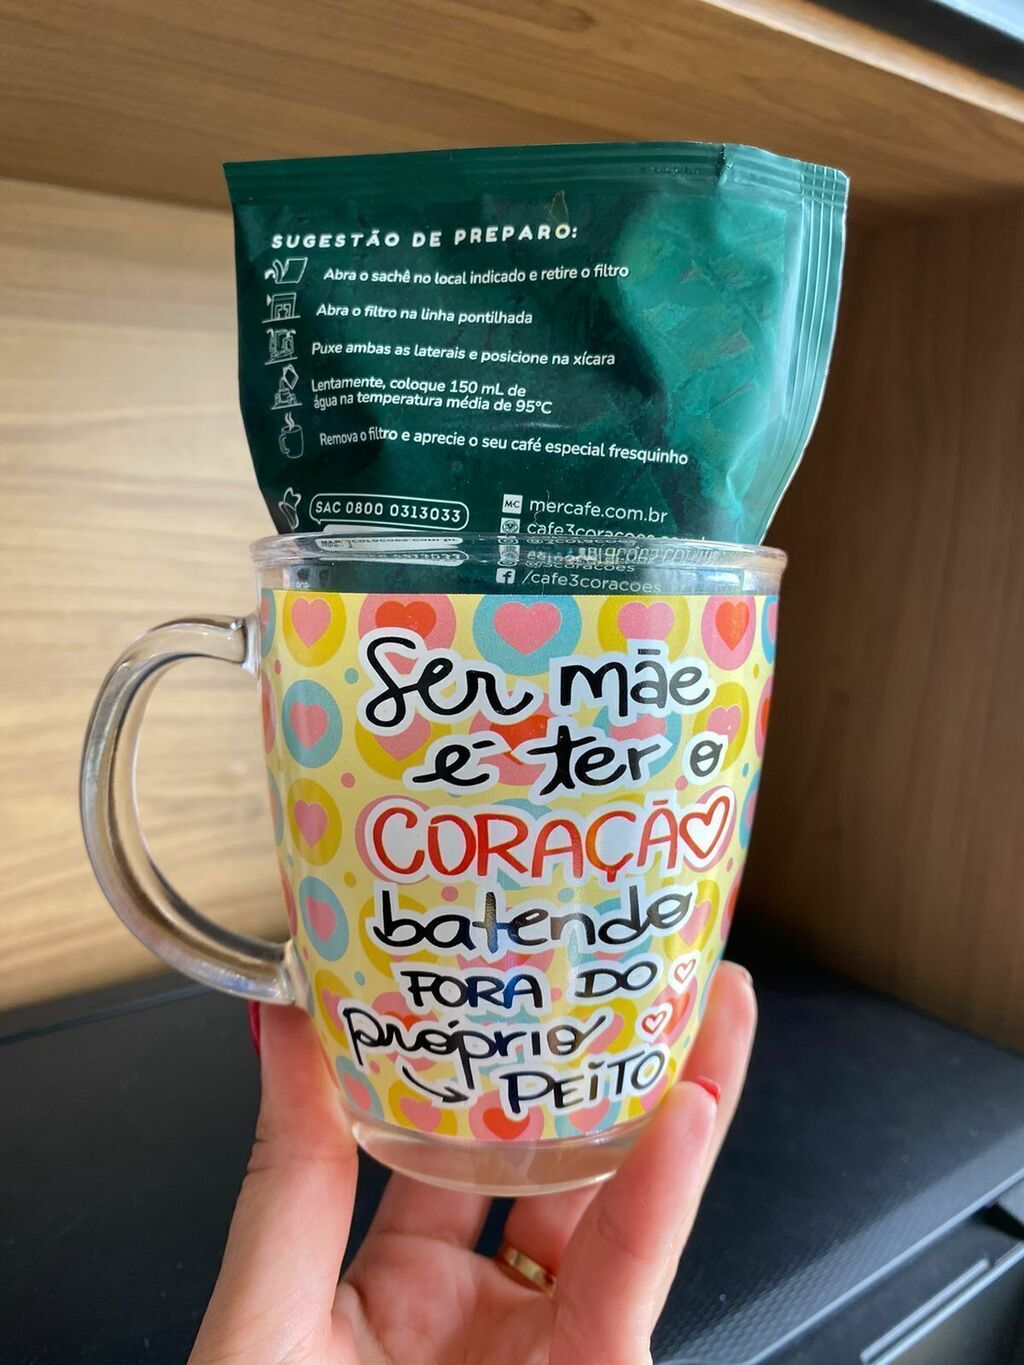 SUGESTÃO DE PREPARO:
Abra o sachê no local indicado e retire o filtro
Abra o filtro na linha pontilhada
Puxe ambas as laterais e posicione na xícara
Lentamente, coloque 150 mL de
água na temperatura média de 95°C
Remova o filtro e aprecie o seu café especial fresquinho
SAC 0800 0313033
MC mercafe.com.br
cafe3coracoes
/cafe3coracoes
Ser mãe
é ter o
CORAÇÃO
batendo
FORA DO
próprio
PEITO